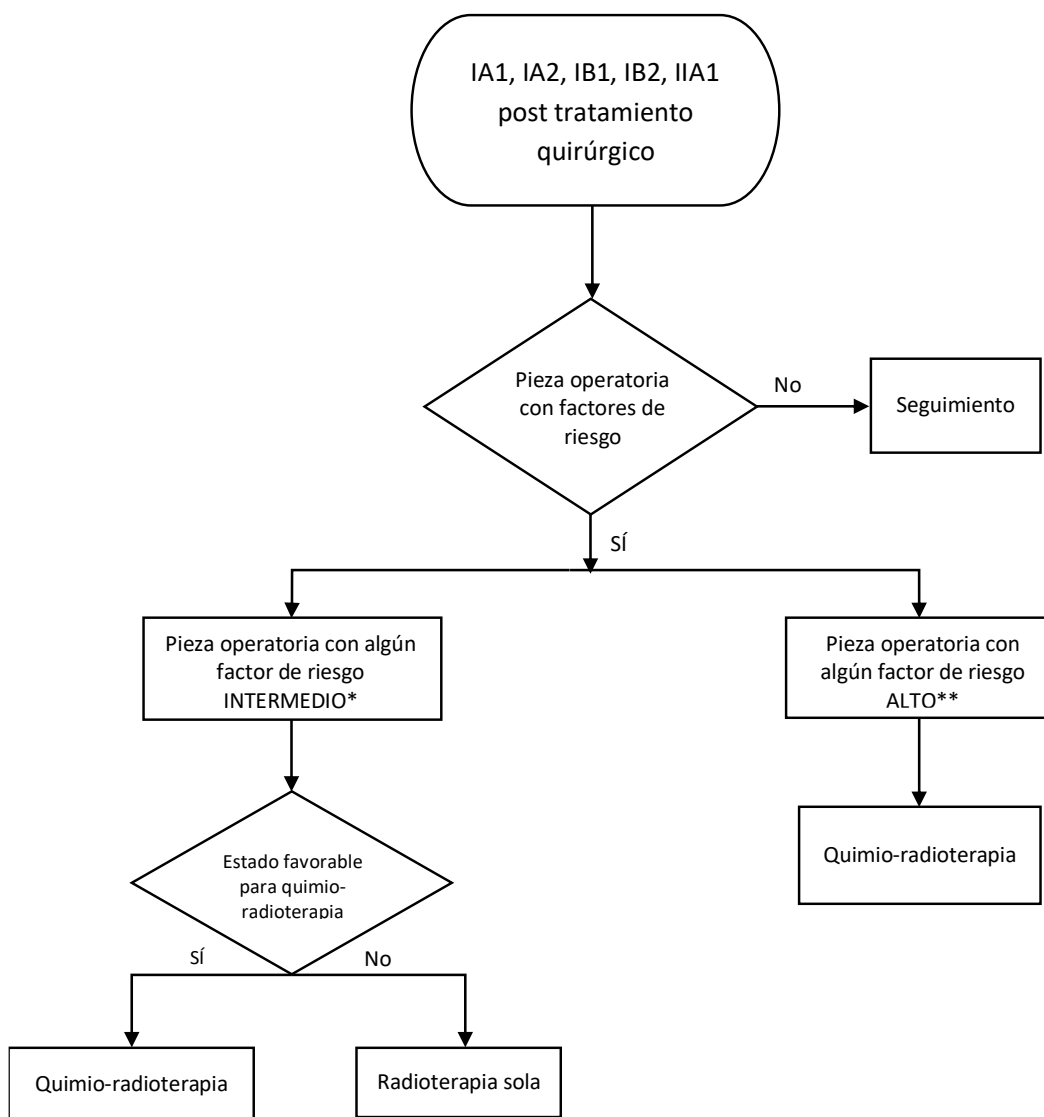 IA1, IA2, IB1, IB2, IIA1
post tratamiento
quirúrgico
Pieza operatoria
con factores de
riesgo
No
Seguimiento
SÍ
Pieza operatoria con algún
factor de riesgo
INTERMEDIO*
Pieza operatoria con
algún factor de riesgo
ALTO**
Estado favorable
para quimio-
radioterapia
Quimio-radioterapia
SÍ
No
Quimio-radioterapia
Radioterapia sola